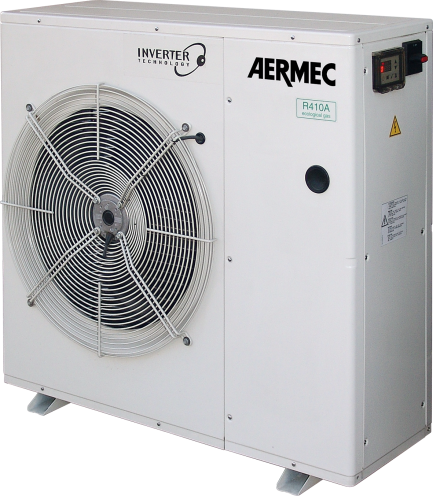 INVERTER
TECHNOLOGY
AERMEC
R410A
ecological gas